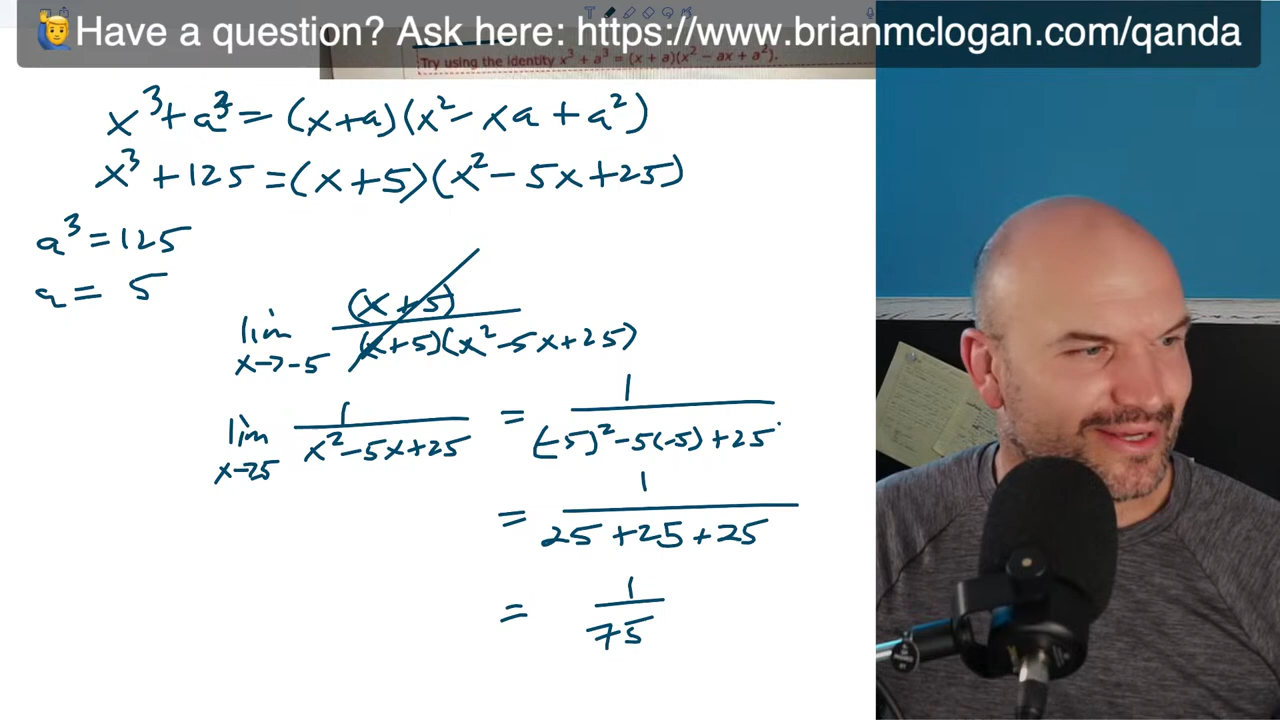 🙋‍♂️Have a question? Ask here: https://www.brianmclogan.com/qanda
Try using the identity x³ + a³ = (x + a)(x² − ax + a²).
x³+a³=(x+a)(x²-xa+a²)
x³+125=(x+5)(x²-5x+25)
a³=125
a= 5
lim x→-5 (x+5)/(x+5)(x²-5x+25)
lim x→25 1/x²-5x+25 = 1/(-5)²-5(-5)+25
= 1/25+25+25
= 1/75